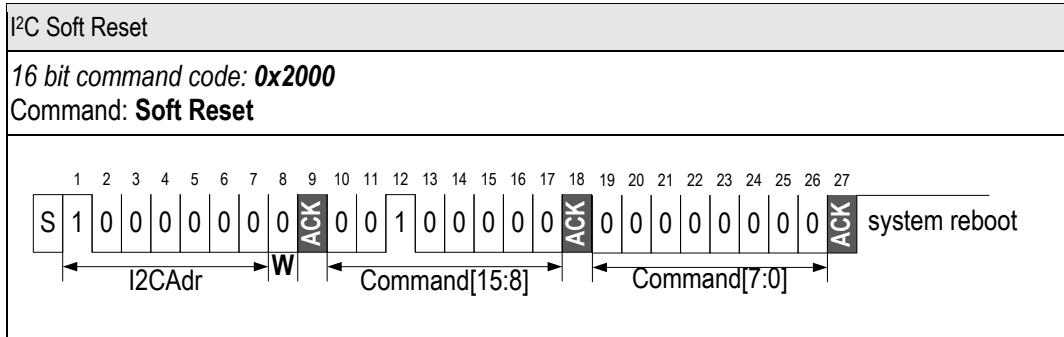 I²C Soft Reset
16 bit command code: 0x2000
Command: Soft Reset
1 2 3 4 5 6 7 8 9 10 11 12 13 14 15 16 17 18 19 20 21 22 23 24 25 26 27
S 1 0 0 0 0 0 0 0 ACK 0 0 1 0 0 0 0 0 ACK 0 0 0 0 0 0 0 0 ACK system reboot
I2CAdr W Command[15:8] Command[7:0]